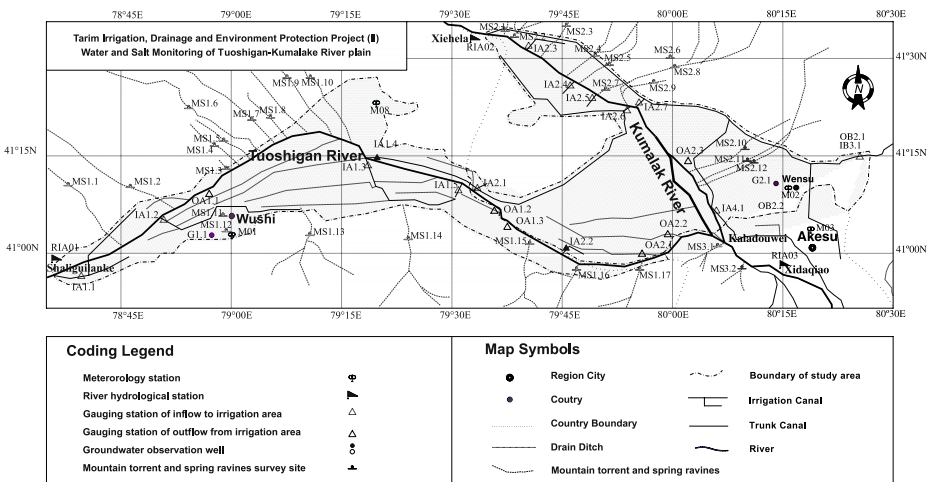 78°45E 79°00E 79°15E 79°30E 79°45E 80°00E 80°15E 80°30E
Tarim Irrigation, Drainage and Environment Protection Project (Ⅱ)
Water and Salt Monitoring of Tuoshigan-Kumalake River plain
Xiehela
RIA02
MS2.3
IA2.3
MS2.4
MS2.5
MS2.6
MS2.8
41°30E
MS1.9 MS1.10
IA2.4
MS2.7
MS2.9
IA2.5
IA2.7
IA2.6
MS1.6
MS1.7
MS1.8
M08
N
MS1.5
MS1.4
MS1.3
41°15N
Tuoshigan River
IA1.4
IA1.3
Kumalak River
OA2.3
MS2.10
MS2.11
MS2.12
OB2.1
IB3.1
41°15E
MS1.1
MS1.2
OA1.1
IA1.5
IA2.1
G2.1
Wensu
M02
IA1.2
MS1.11
Wushi
OA1.2
OA1.3
IA4.1
OB2.2
MS1.12
G1.1
M01
MS1.13
MS1.14
MS1.15
IA2.2
OA2.2
OA2.1
Kaladouwei
M03
Akesu
41°00N
41°00E
RIA01
Shaliguilanke
IA1.1
MS3.1
MS3.2
RIA03
Xidaqiao
MS1.16
MS1.17
78°45E 79°00E 79°15E 79°30E 79°45E 80°00E 80°15E 80°30E
Coding Legend
Meterorology station
River hydrological station
Gauging station of inflow to irrigation area
Gauging station of outflow from irrigation area
Groundwater observation well
Mountain torrent and spring ravines survey site
Map Symbols
Region City
Coutry
Country Boundary
Drain Ditch
Mountain torrent and spring ravines
Boundary of study area
Irrigation Canal
Trunk Canal
River